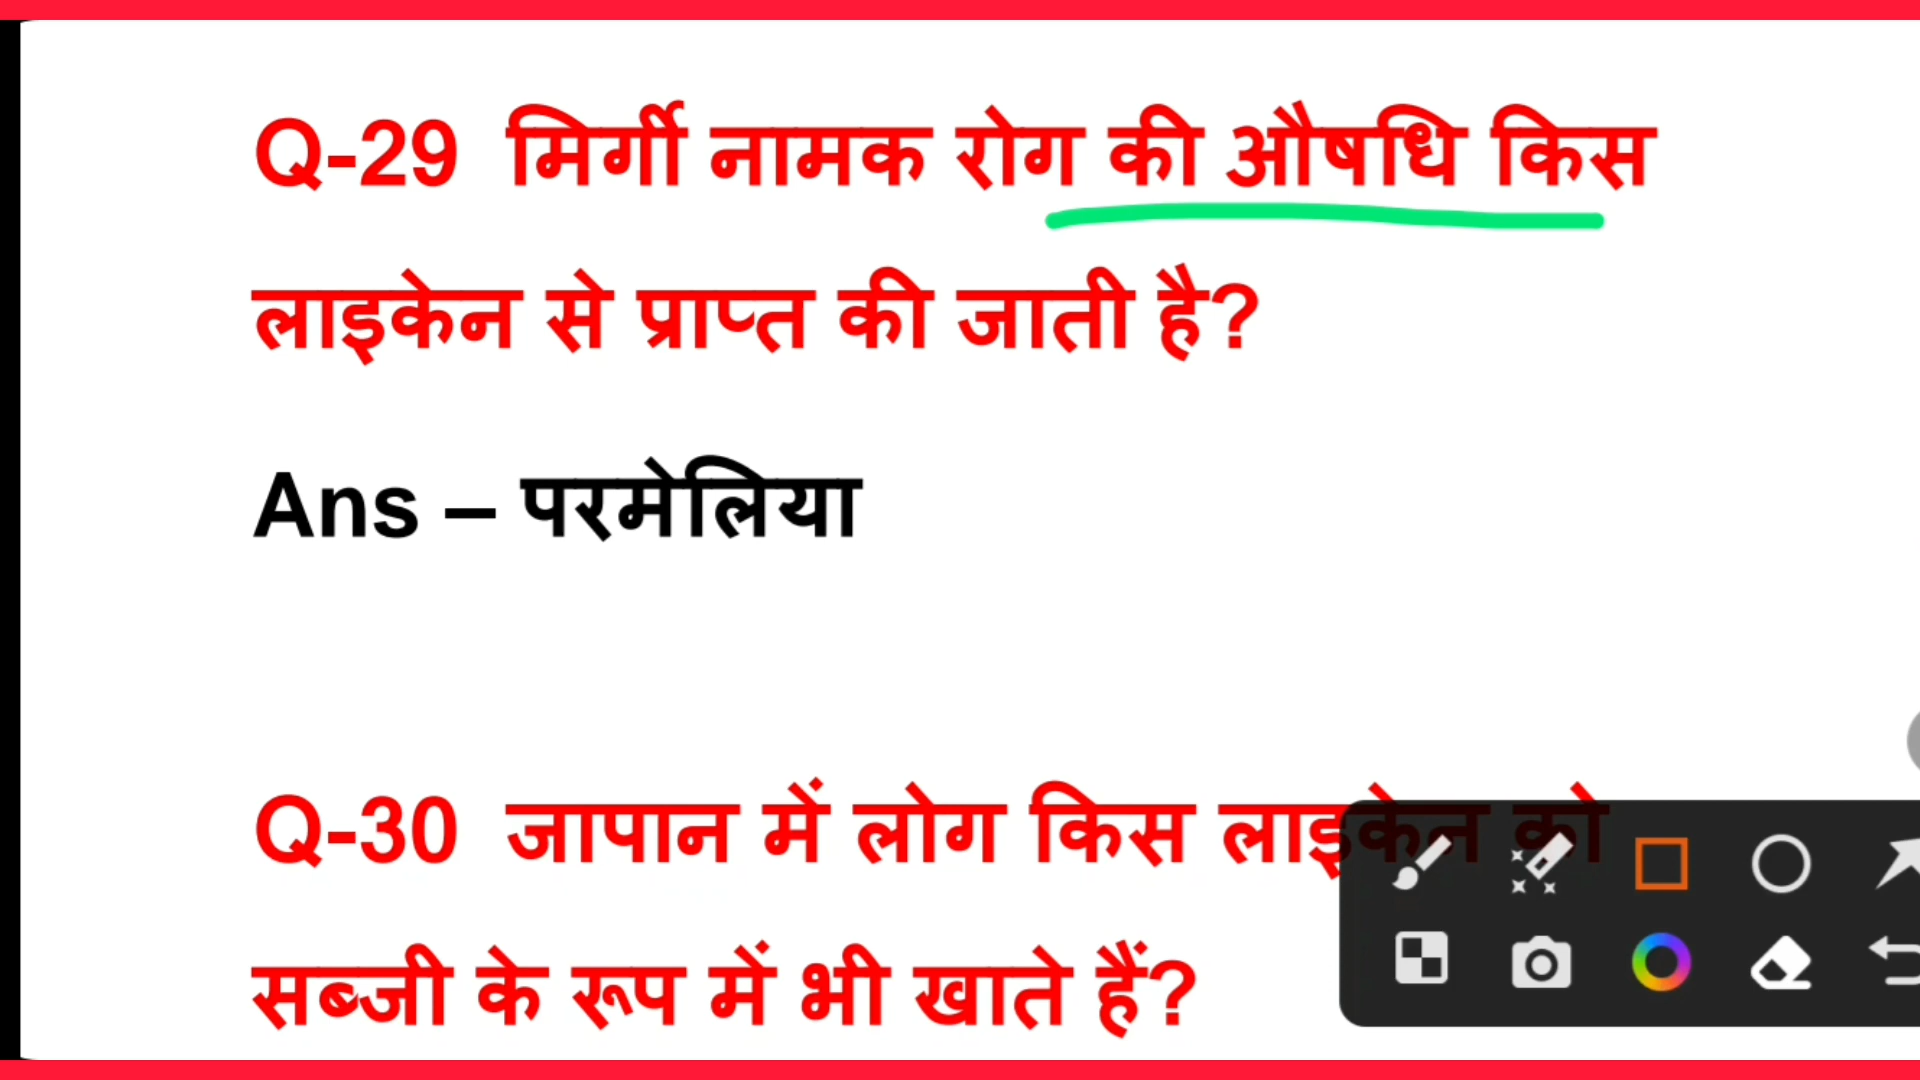 Q-29 मिर्गी नामक रोग की औषधि किस
लाइकेन से प्राप्त की जाती है?
Ans – परमेलिया
Q-30 जापान में लोग किस लाइकेन को
सब्जी के रूप में भी खाते हैं?